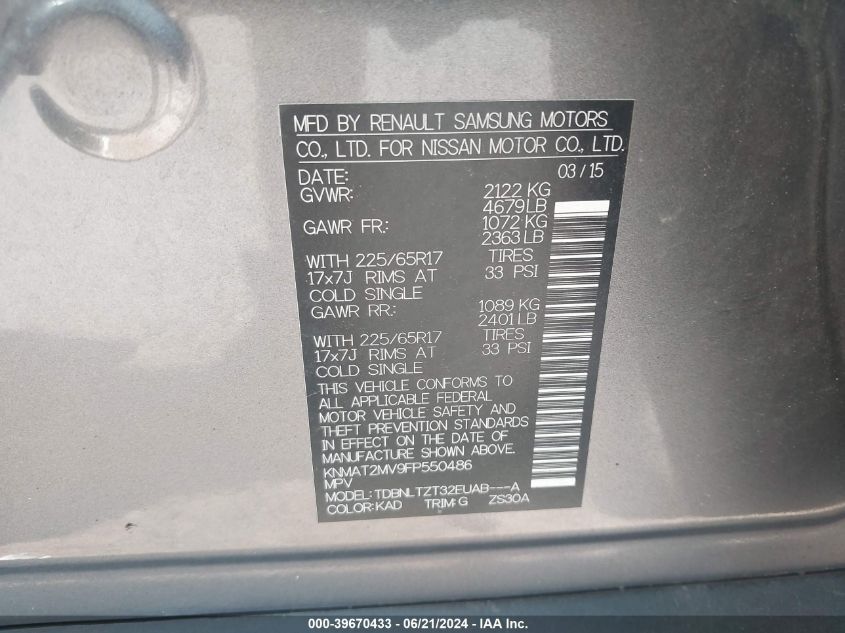 MFD BY RENAULT SAMSUNG MOTORS
CO., LTD. FOR NISSAN MOTOR CO., LTD.
DATE: 03/15
GVWR: 2122 KG
4679LB
GAWR FR.: 1072 KG
2363LB
WITH 225/65R17 TIRES
17x7J RIMS AT 33 PSI
COLD SINGLE
GAWR RR.: 1089 KG
2401LB
WITH 225/65R17 TIRES
17x7J RIMS AT 33 PSI
COLD SINGLE
THIS VEHICLE CONFORMS TO
ALL APPLICABLE FEDERAL
MOTOR VEHICLE SAFETY AND
THEFT PREVENTION STANDARDS
IN EFFECT ON THE DATE OF
MANUFACTURE SHOWN ABOVE.
KNMAT2MV9FP550486
MPV
MODEL: TDBNLTZT32EUAB---A
COLOR:KAD TRIM:G ZS30A
000-39670433 - 06/21/2024 - IAA Inc.